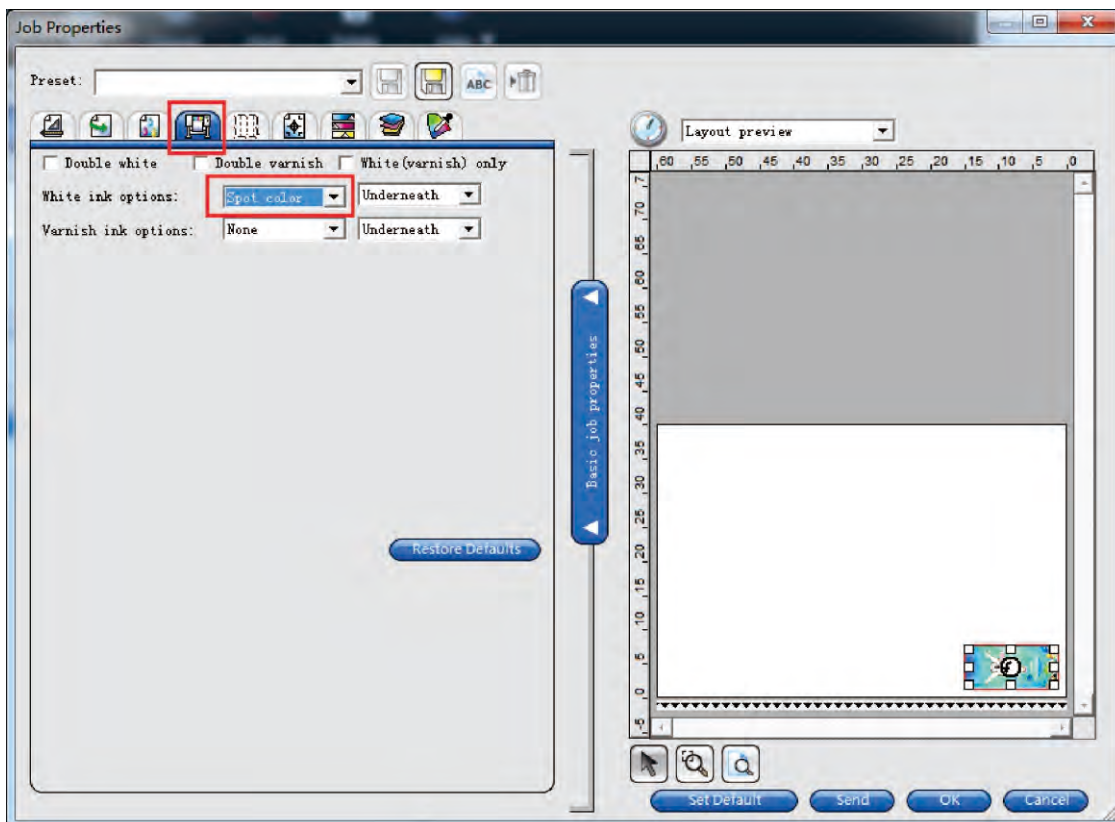 Job Properties
Preset:
ABC
Double white Double varnish White(varnish) only
White ink options: Spot color Underneath
Varnish ink options: None Underneath
Restore Defaults
Basic job properties
Layout preview
60 55 50 45 40 35 30 25 20 15 10 5 0
7
70
65
60
55
50
45
40
35
30
25
20
15
10
5
0
-5
Set Default Send OK Cancel